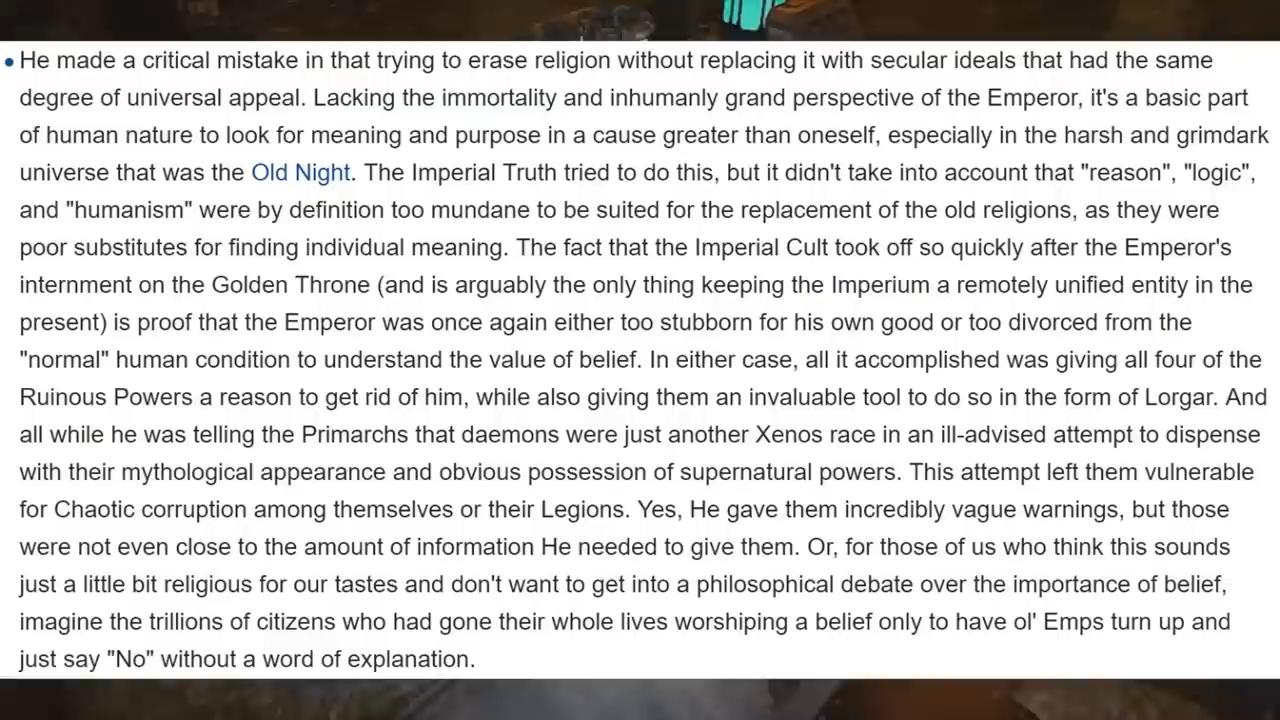 • He made a critical mistake in that trying to erase religion without replacing it with secular ideals that had the same
degree of universal appeal. Lacking the immortality and inhumanly grand perspective of the Emperor, it's a basic part
of human nature to look for meaning and purpose in a cause greater than oneself, especially in the harsh and grimdark
universe that was the Old Night. The Imperial Truth tried to do this, but it didn't take into account that "reason", "logic",
and "humanism" were by definition too mundane to be suited for the replacement of the old religions, as they were
poor substitutes for finding individual meaning. The fact that the Imperial Cult took off so quickly after the Emperor's
internment on the Golden Throne (and is arguably the only thing keeping the Imperium a remotely unified entity in the
present) is proof that the Emperor was once again either too stubborn for his own good or too divorced from the
"normal" human condition to understand the value of belief. In either case, all it accomplished was giving all four of the
Ruinous Powers a reason to get rid of him, while also giving them an invaluable tool to do so in the form of Lorgar. And
all while he was telling the Primarchs that daemons were just another Xenos race in an ill-advised attempt to dispense
with their mythological appearance and obvious possession of supernatural powers. This attempt left them vulnerable
for Chaotic corruption among themselves or their Legions. Yes, He gave them incredibly vague warnings, but those
were not even close to the amount of information He needed to give them. Or, for those of us who think this sounds
just a little bit religious for our tastes and don't want to get into a philosophical debate over the importance of belief,
imagine the trillions of citizens who had gone their whole lives worshiping a belief only to have ol' Emps turn up and
just say "No" without a word of explanation.